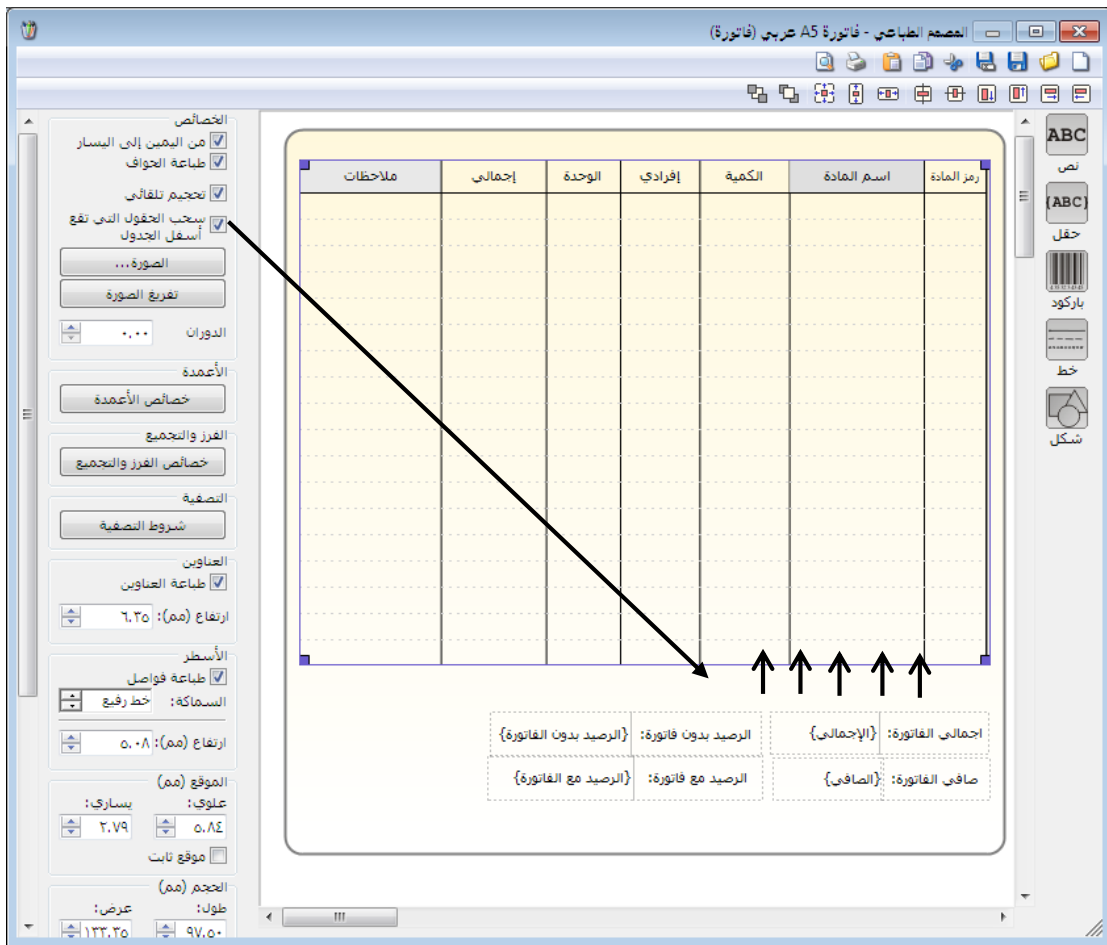 المصمم الطباعي - فاتورة A5 عربي (فاتورة)
ABC
نص
{ABC}
حقل
باركود
خط
شكل
رمز المادة
اسم المادة
الكمية
إفرادي
الوحدة
إجمالي
ملاحظات
اجمالي الفاتورة: {الإجمالي}
الرصيد بدون فاتورة: {الرصيد بدون الفاتورة}
صافي الفاتورة: {الصافي}
الرصيد مع فاتورة: {الرصيد مع الفاتورة}
الخصائص
من اليمين إلى اليسار
طباعة الحواف
تحجيم تلقائي
سحب الحقول التي تقع
أسفل الجدول
الصورة...
تفريغ الصورة
الدوران ٠,٠٠
الأعمدة
خصائص الأعمدة
الفرز والتجميع
خصائص الفرز والتجميع
التصفية
شروط التصفية
العناوين
طباعة العناوين
ارتفاع (مم): ٦,٣٥
الأسطر
طباعة فواصل
السماكة: خط رفيع
ارتفاع (مم): ٥,٠٨
الموقع (مم)
علوي: يساري:
٥,٨٤ ٢,٧٩
موقع ثابت
الحجم (مم)
طول: عرض:
٩٧,٥٠ ١٣٣,٣٥